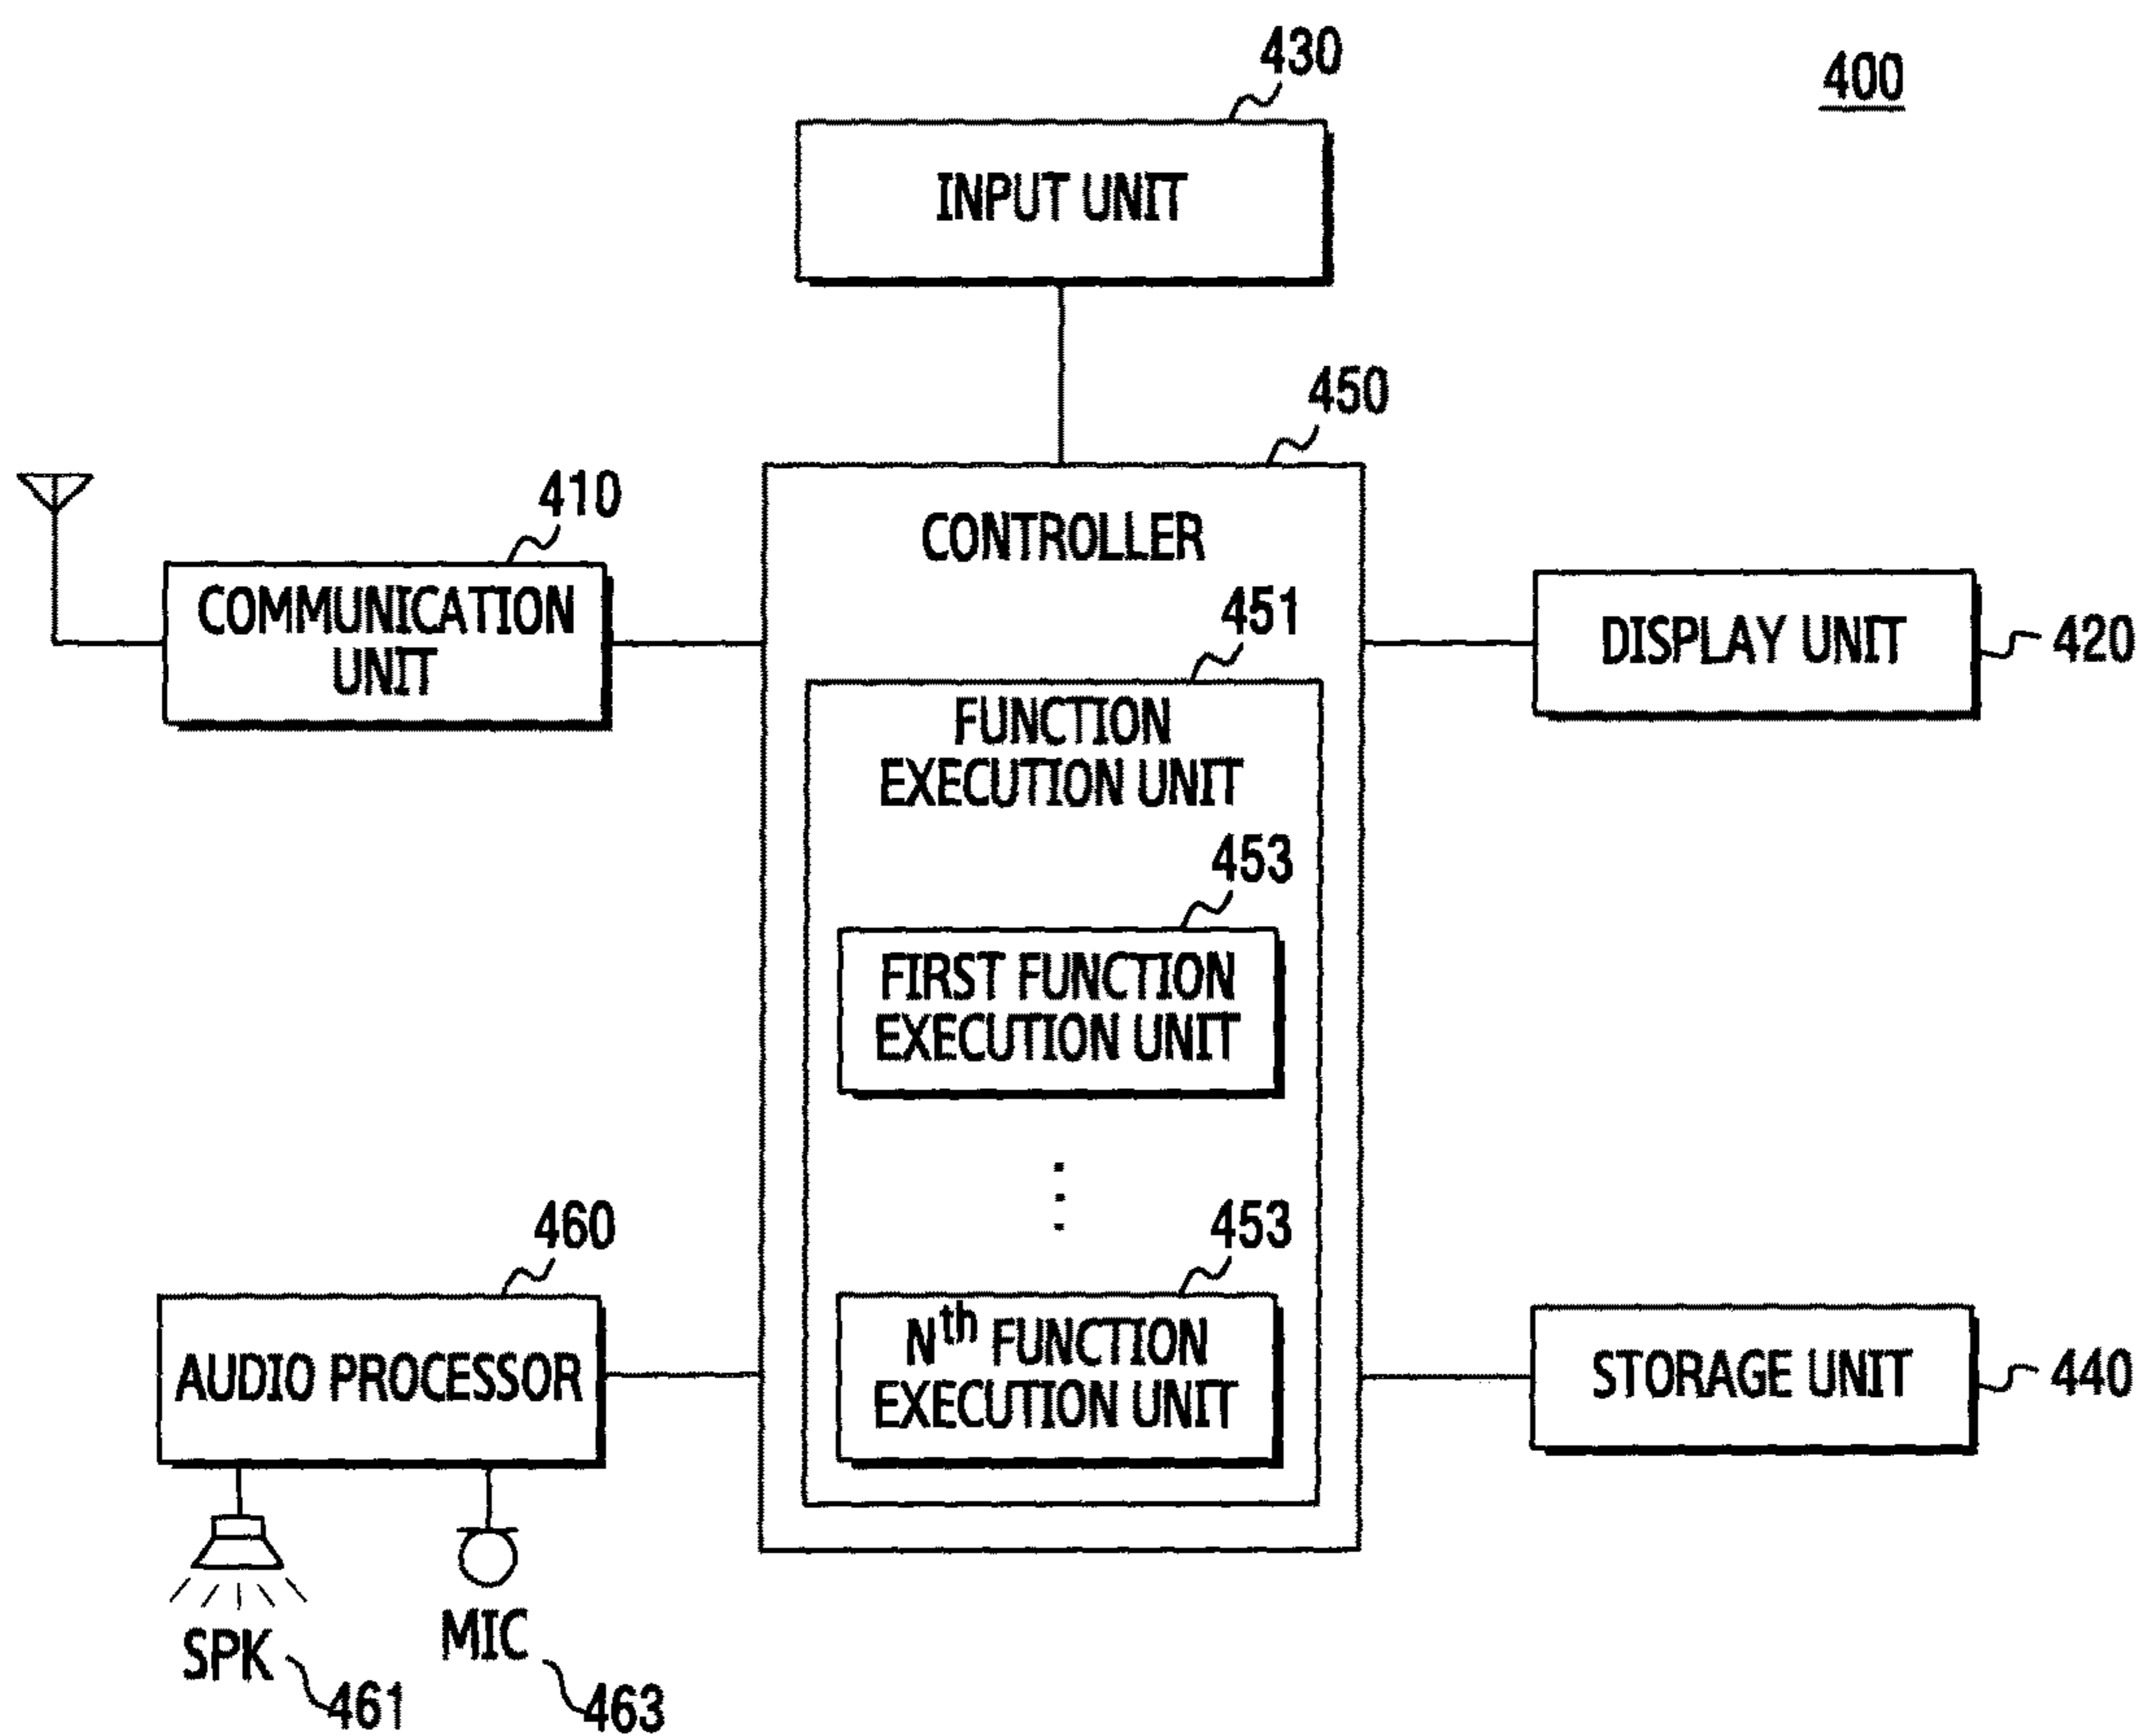 430
400
INPUT UNIT
450
410
CONTROLLER
COMMUNICATION
UNIT
451
DISPLAY UNIT
420
FUNCTION
EXECUTION UNIT
453
FIRST FUNCTION
EXECUTION UNIT
460
453
AUDIO PROCESSOR
Nth FUNCTION
EXECUTION UNIT
STORAGE UNIT
440
SPK
461
MIC
463